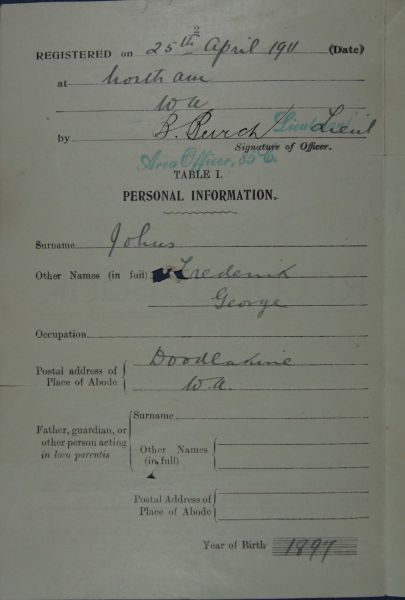 2
REGISTERED on 25th April 1911 (Date)
at Northam
W.A.
by B. Purch Lieut
Lieutenant
Signature of Officer.
Area Officer, 85 C.
TABLE I.
PERSONAL INFORMATION.
Surname Johns
Other Names (in full) Frederick
George
Occupation
Postal address of Place of Abode Doodlakine
W.A.
Father, guardian, or other person acting in loco parentis
Surname
Other Names (in full)
Postal Address of Place of Abode
Year of Birth 1897